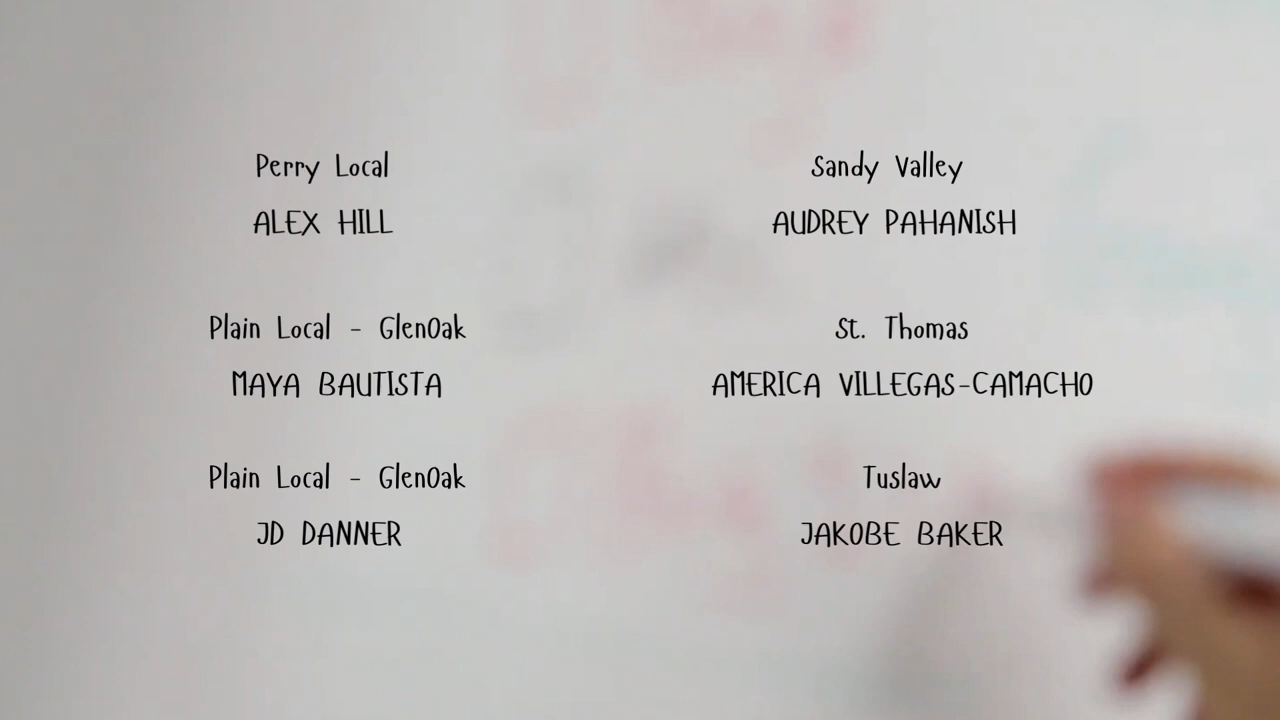 Perry Local
ALEX HILL
Plain Local - GlenOak
MAYA BAUTISTA
Plain Local - GlenOak
JD DANNER
Sandy Valley
AUDREY PAHANISH
St. Thomas
AMERICA VILLEGAS-CAMACHO
Tuslaw
JAKOBE BAKER